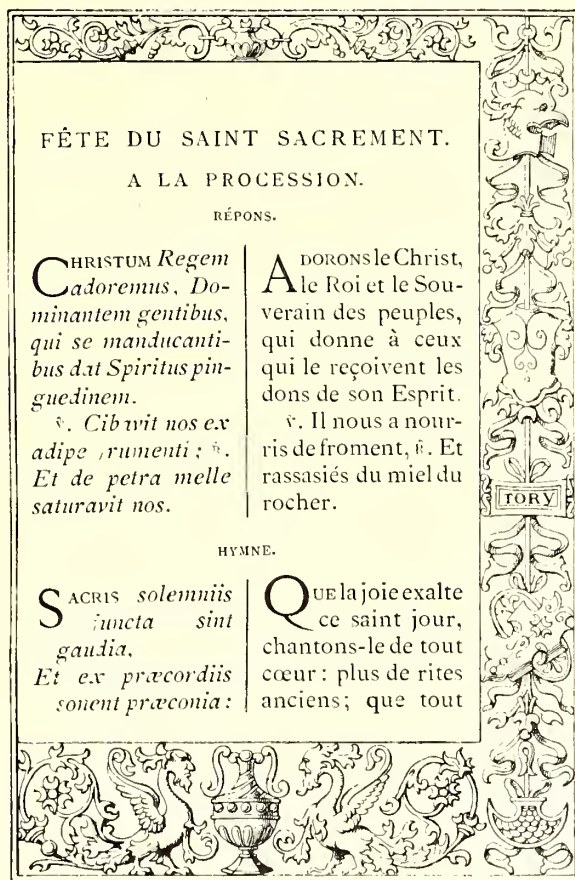 FÊTE DU SAINT SACREMENT.
A LA PROCESSION.
RÉPONS.
CHRISTUM Regem
adoremus, Do-
minantem gentibus,
qui se manducanti-
bus dat Spiritus pin-
guedinem.
℣. Cibavit nos ex
adipe frumenti : ℟.
Et de petra melle
saturavit nos.
ADORONS le Christ,
le Roi et le Sou-
verain des peuples,
qui donne à ceux
qui le reçoivent les
dons de son Esprit.
℣. Il nous a nour-
ris de froment, ℟. Et
rassasiés du miel du
rocher.
HYMNE.
SACRIS solemniis
juncta sint
gaudia,
Et ex præcordiis
sonent præconia :
QUE la joie exalte
ce saint jour,
chantons-le de tout
cœur : plus de rites
anciens ; que tout
TORY